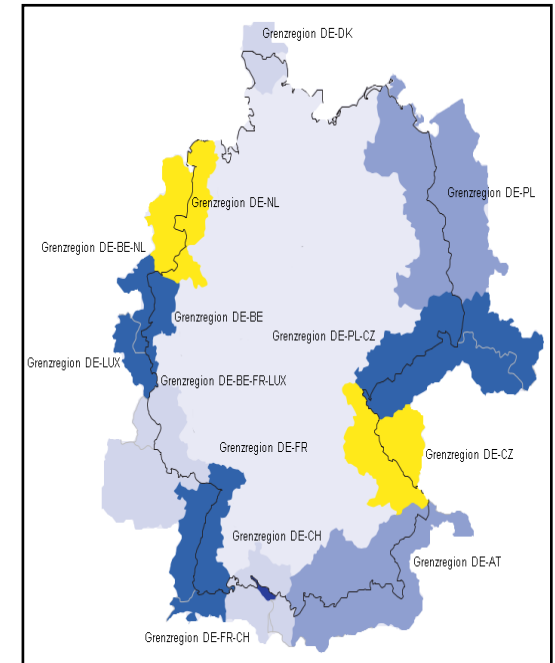 Grenzregion DE-DK
Grenzregion DE-PL
Grenzregion DE-NL
Grenzregion DE-BE-NL
Grenzregion DE-BE
Grenzregion DE-PL-CZ
Grenzregion DE-LUX
Grenzregion DE-BE-FR-LUX
Grenzregion DE-FR
Grenzregion DE-CZ
Grenzregion DE-CH
Grenzregion DE-AT
Grenzregion DE-FR-CH